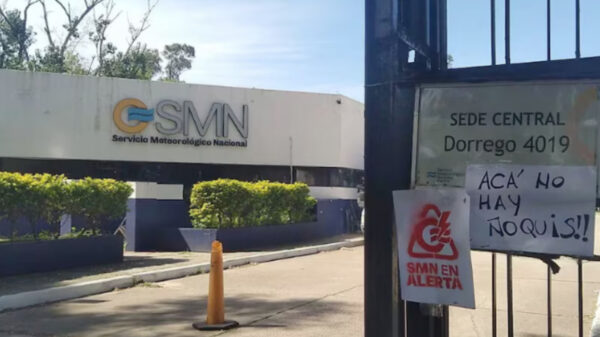 SMN
Servicio Meteorológico Nacional
SEDE CENTRAL
Dorrego 4019
ACÁ NO
HAY
ÑOQUIS!!
SMN EN
ALERTA